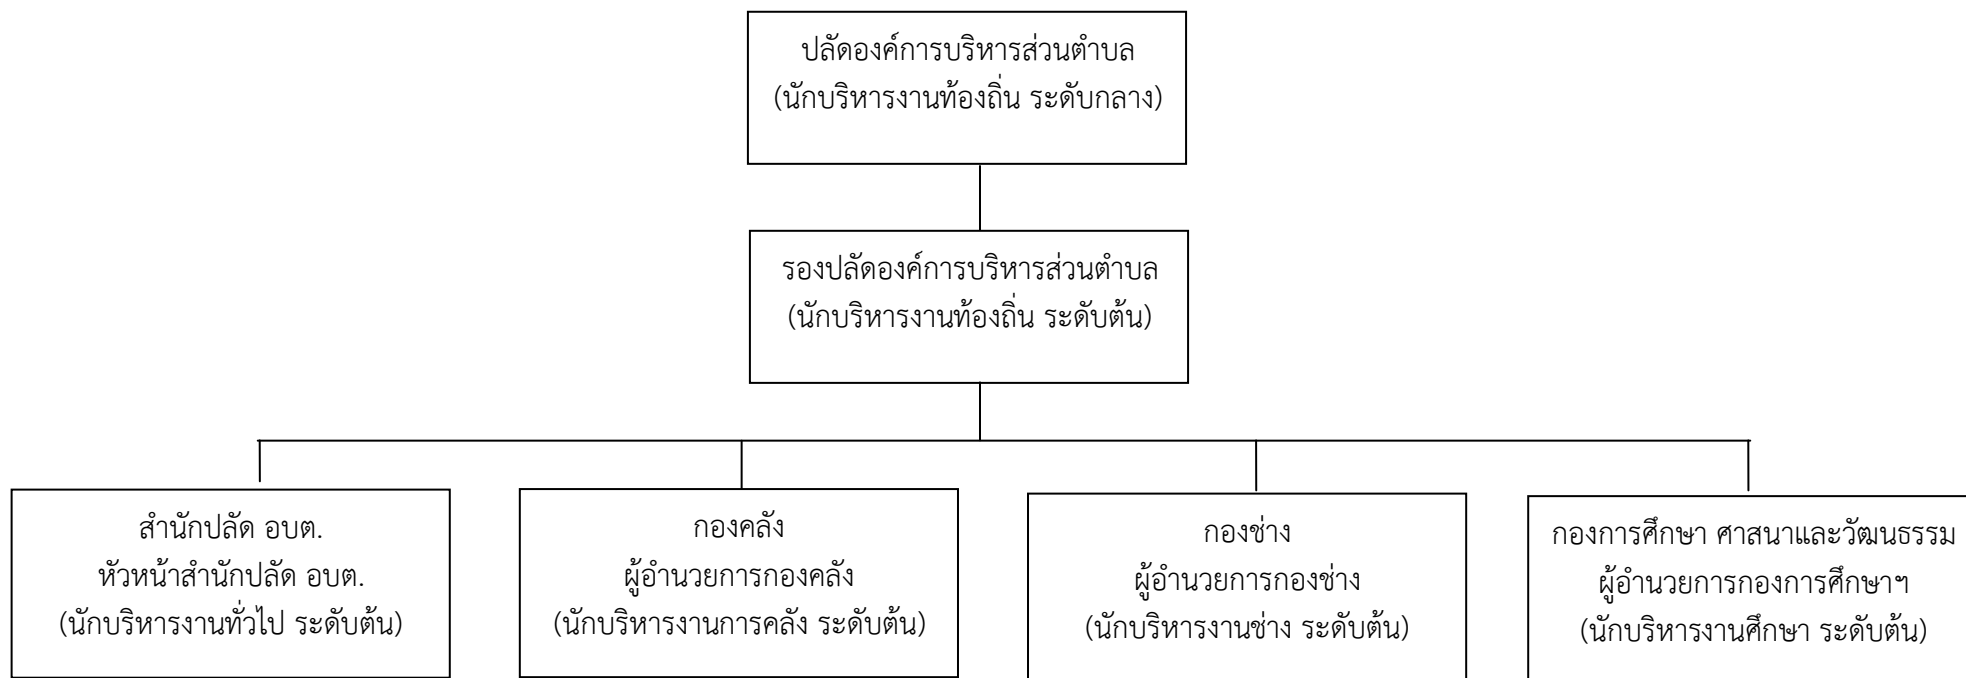 ปลัดองค์การบริหารส่วนตำบล
(นักบริหารงานท้องถิ่น ระดับกลาง)
รองปลัดองค์การบริหารส่วนตำบล
(นักบริหารงานท้องถิ่น ระดับต้น)
สำนักปลัด อบต.
หัวหน้าสำนักปลัด อบต.
(นักบริหารงานทั่วไป ระดับต้น)
กองคลัง
ผู้อำนวยการกองคลัง
(นักบริหารงานการคลัง ระดับต้น)
กองช่าง
ผู้อำนวยการกองช่าง
(นักบริหารงานช่าง ระดับต้น)
กองการศึกษา ศาสนาและวัฒนธรรม
ผู้อำนวยการกองการศึกษาฯ
(นักบริหารงานศึกษา ระดับต้น)